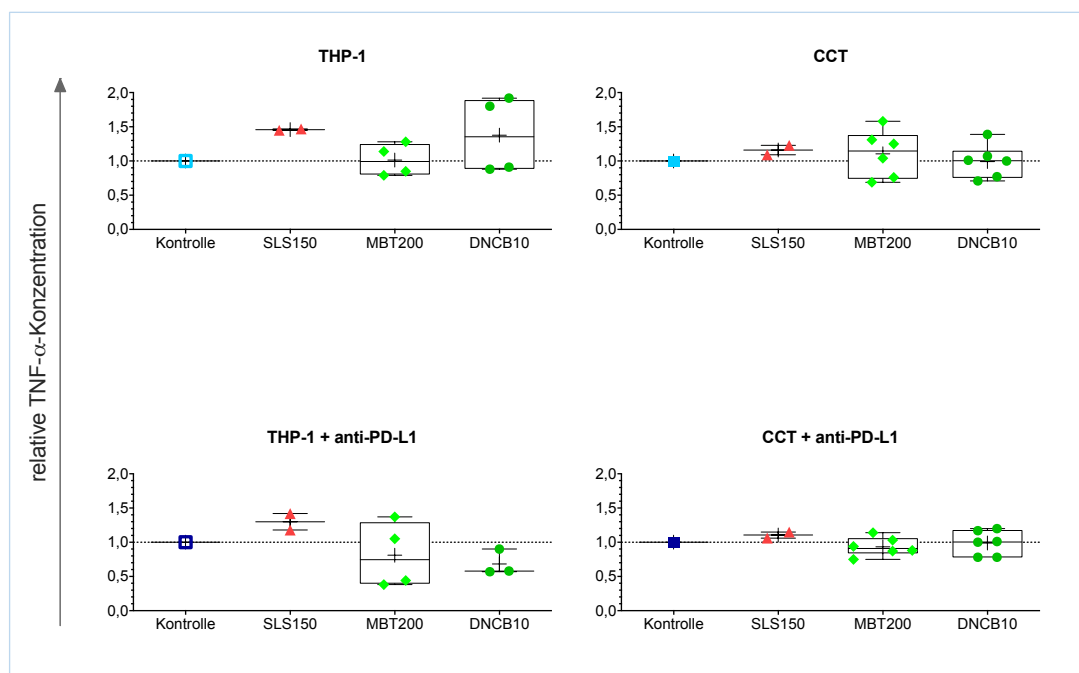 relative TNF-α-Konzentration
THP-1
2,0
1,5
1,0
0,5
0,0
Kontrolle SLS150 MBT200 DNCB10
CCT
2,0
1,5
1,0
0,5
0,0
Kontrolle SLS150 MBT200 DNCB10
THP-1 + anti-PD-L1
2,0
1,5
1,0
0,5
0,0
Kontrolle SLS150 MBT200 DNCB10
CCT + anti-PD-L1
2,0
1,5
1,0
0,5
0,0
Kontrolle SLS150 MBT200 DNCB10